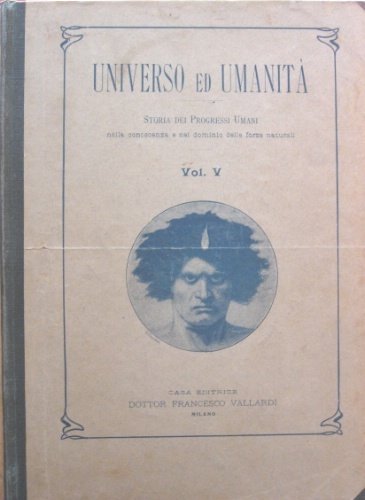 UNIVERSO ED UMANITÀ
STORIA DEI PROGRESSI UMANI
nella conoscenza e nel dominio delle forze naturali
Vol. V
CASA EDITRICE
DOTTOR FRANCESCO VALLARDI
MILANO